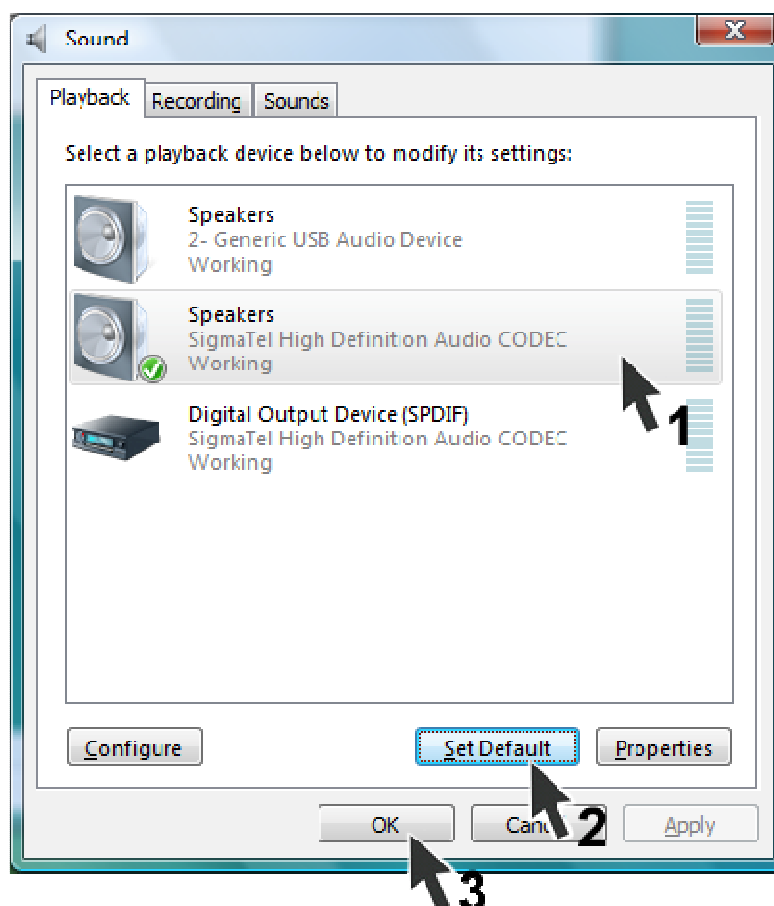 Sound
X
Playback Recording Sounds
Select a playback device below to modify its settings:
Speakers
2- Generic USB Audio Device
Working
Speakers
SigmaTel High Definition Audio CODEC
Working
1
Digital Output Device (SPDIF)
SigmaTel High Definition Audio CODEC
Working
Configure Set Default Properties
2
OK Apply
3